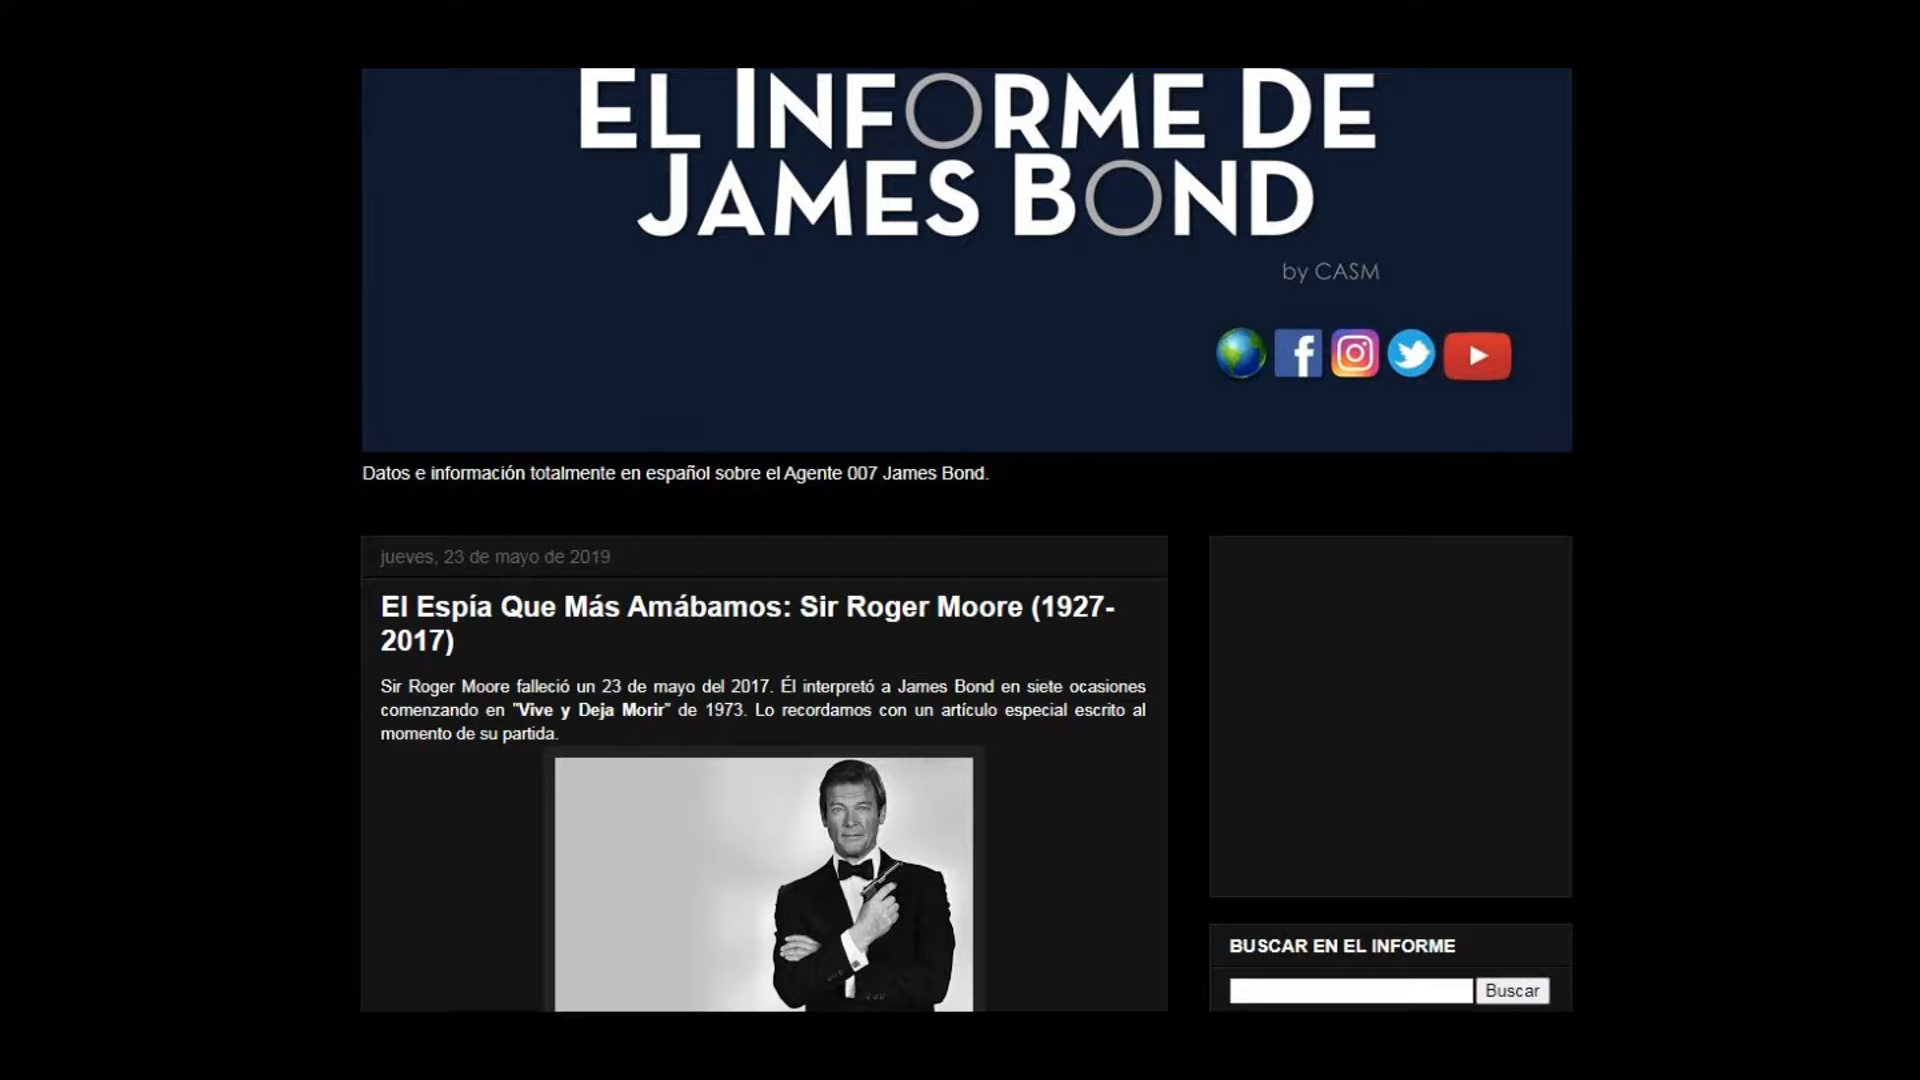 EL INFORME DE
JAMES BOND
by CASM
Datos e información totalmente en español sobre el Agente 007 James Bond.
jueves, 23 de mayo de 2019
El Espía Que Más Amábamos: Sir Roger Moore (1927-
2017)
Sir Roger Moore falleció un 23 de mayo del 2017. Él interpretó a James Bond en siete ocasiones
comenzando en "Vive y Deja Morir" de 1973. Lo recordamos con un artículo especial escrito al
momento de su partida.
BUSCAR EN EL INFORME
Buscar